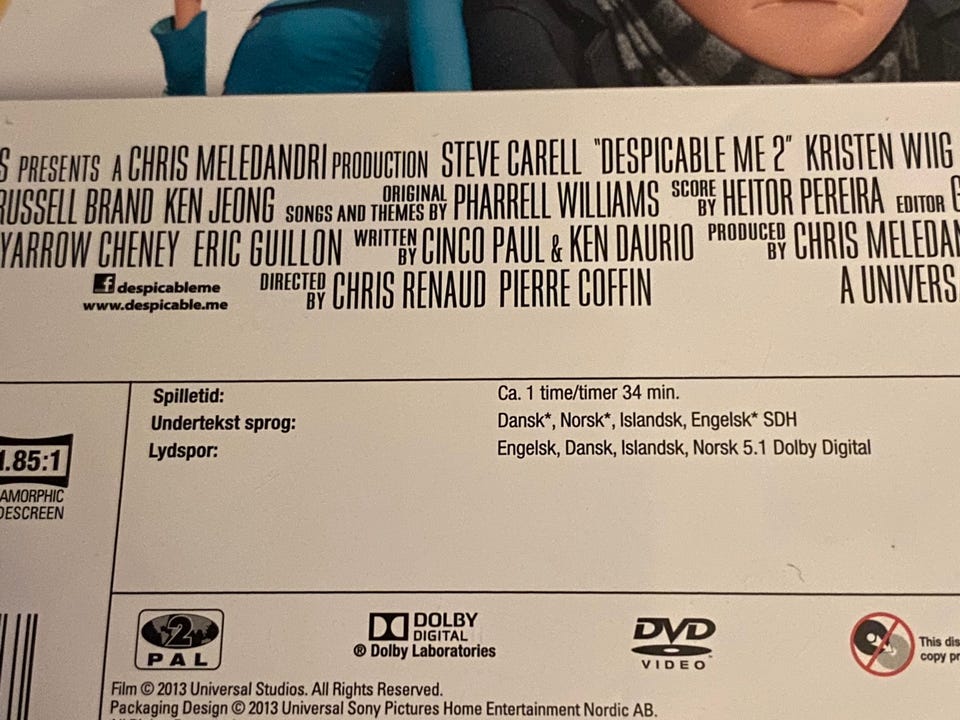 S PRESENTS A CHRIS MELEDANDRI PRODUCTION STEVE CARELL "DESPICABLE ME 2" KRISTEN WIIG
RUSSELL BRAND KEN JEONG ORIGINAL SONGS AND THEMES BY PHARRELL WILLIAMS SCORE BY HEITOR PEREIRA EDITOR G
YARROW CHENEY ERIC GUILLON WRITTEN BY CINCO PAUL & KEN DAURIO PRODUCED BY CHRIS MELEDAN
f despicableme
www.despicable.me
DIRECTED BY CHRIS RENAUD PIERRE COFFIN
A UNIVERS
Spilletid: Ca. 1 time/timer 34 min.
Undertekst sprog: Dansk*, Norsk*, Islandsk, Engelsk* SDH
Lydspor: Engelsk, Dansk, Islandsk, Norsk 5.1 Dolby Digital
1.85:1
AMORPHIC
DESCREEN
2
PAL
DOLBY
DIGITAL
® Dolby Laboratories
DVD
VIDEO
This dis
copy pr
Film © 2013 Universal Studios. All Rights Reserved.
Packaging Design © 2013 Universal Sony Pictures Home Entertainment Nordic AB.